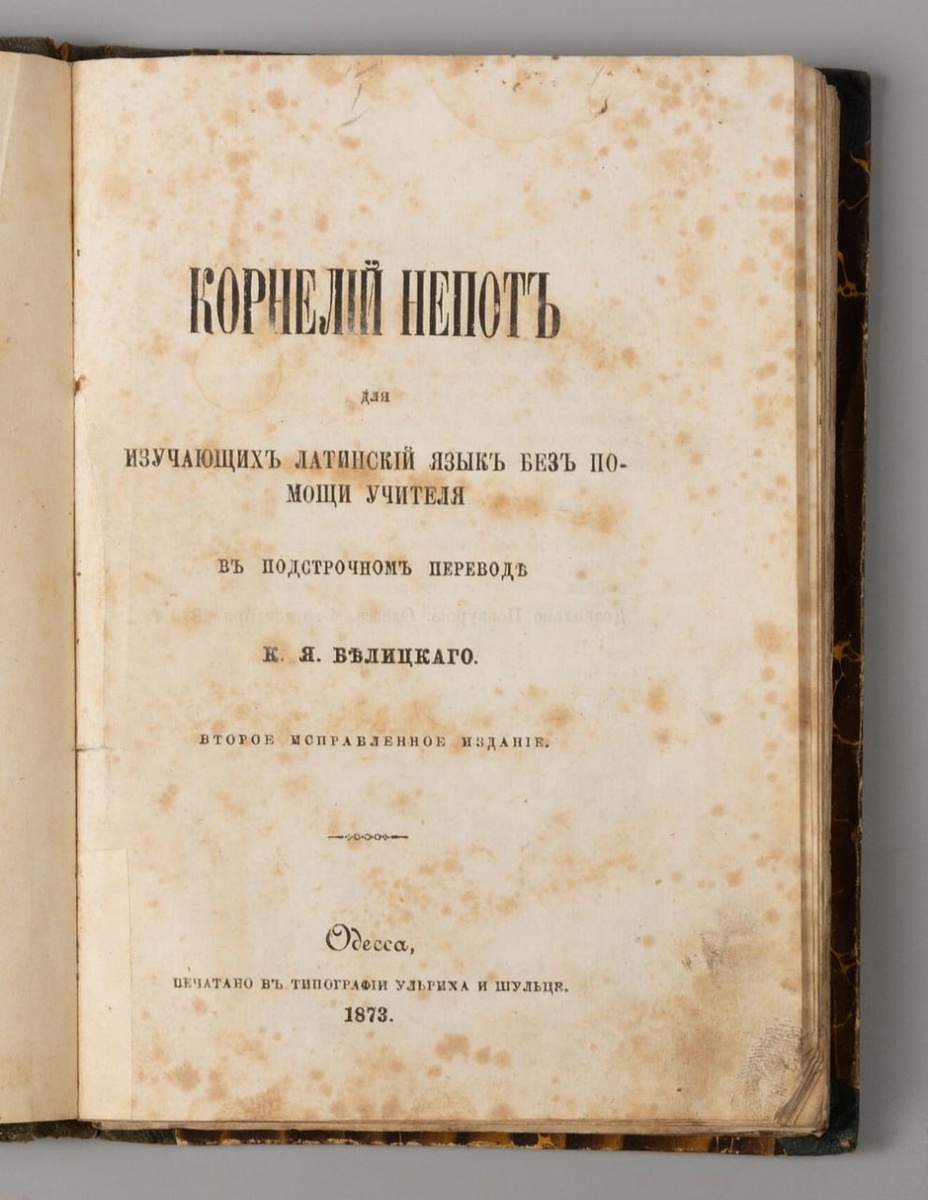 КОРНЕЛІЙ НЕПОТЪ
для
ИЗУЧАЮЩИХЪ ЛАТИНСКІЙ ЯЗЫКЪ БЕЗЪ ПО-
МОЩИ УЧИТЕЛЯ
ВЪ ПОДСТРОЧНОМЪ ПЕРЕВОДѢ
К. Я. БѢЛИЦКАГО.
ВТОРОЕ ИСПРАВЛЕННОЕ ИЗДАНІЕ.
Одесса,
ПЕЧАТАНО ВЪ ТИПОГРАФІИ УЛЬРИХА И ШУЛЬЦЕ.
1873.